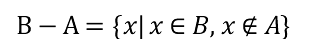 B − A = {x| x ∈ B, x ∉ A}